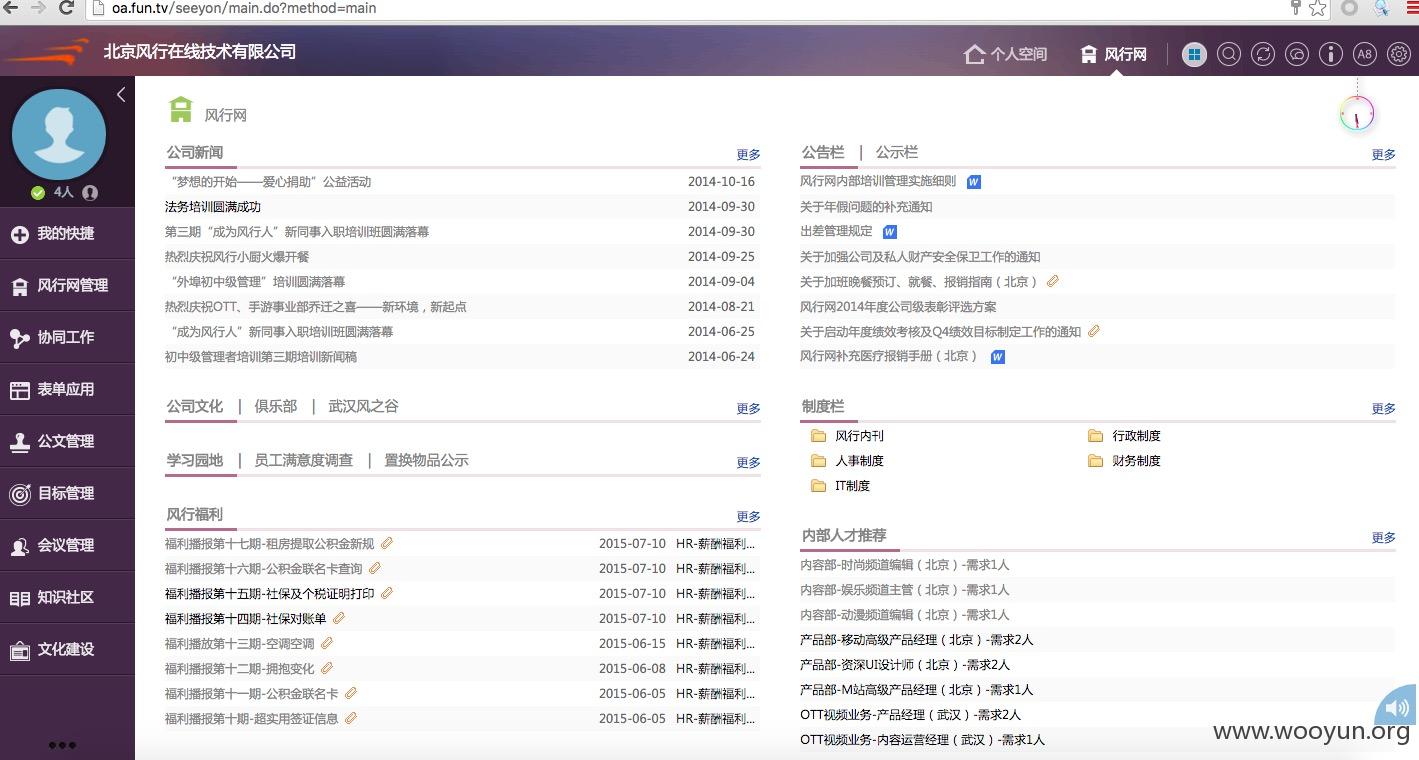 oa.fun.tv/seeyon/main.do?method=main
北京风行在线技术有限公司
个人空间
风行网
A8
4人
我的快捷
风行网管理
协同工作
表单应用
公文管理
目标管理
会议管理
知识社区
文化建设
风行网
公司新闻 更多
“梦想的开始——爱心捐助”公益活动 2014-10-16
法务培训圆满成功 2014-09-30
第三期“成为风行人”新同事入职培训班圆满落幕 2014-09-30
热烈庆祝风行小厨火爆开餐 2014-09-25
“外埠初中级管理”培训圆满落幕 2014-09-04
热烈庆祝OTT、手游事业部乔迁之喜——新环境，新起点 2014-08-21
“成为风行人”新同事入职培训班圆满落幕 2014-06-25
初中级管理者培训第三期培训新闻稿 2014-06-24
公司文化 | 俱乐部 | 武汉风之谷 更多
学习园地 | 员工满意度调查 | 置换物品公示 更多
风行福利 更多
福利播报第十七期-租房提取公积金新规 2015-07-10 HR-薪酬福利...
福利播报第十六期-公积金联名卡查询 2015-07-10 HR-薪酬福利...
福利播报第十五期-社保及个税证明打印 2015-07-10 HR-薪酬福利...
福利播报第十四期-社保对账单 2015-07-10 HR-薪酬福利...
福利播放第十三期-空调空调 2015-06-15 HR-薪酬福利...
福利播报第十二期-拥抱变化 2015-06-08 HR-薪酬福利...
福利播报第十一期-公积金联名卡 2015-06-05 HR-薪酬福利...
福利播报第十期-超实用签证信息 2015-06-05 HR-薪酬福利...
公告栏 | 公示栏 更多
风行网内部培训管理实施细则
关于年假问题的补充通知
出差管理规定
关于加强公司及私人财产安全保卫工作的通知
关于加班晚餐预订、就餐、报销指南（北京）
风行网2014年度公司级表彰评选方案
关于启动年度绩效考核及Q4绩效目标制定工作的通知
风行网补充医疗报销手册（北京）
制度栏 更多
风行内刊 行政制度
人事制度 财务制度
IT制度
内部人才推荐 更多
内容部-时尚频道编辑（北京）-需求1人
内容部-娱乐频道主管（北京）-需求1人
内容部-动漫频道编辑（北京）-需求1人
产品部-移动高级产品经理（北京）-需求2人
产品部-资深UI设计师（北京）-需求2人
产品部-M站高级产品经理（北京）-需求1人
OTT视频业务-产品经理（武汉）-需求2人
OTT视频业务-内容运营经理（武汉）-需求1人
www.wooyun.org